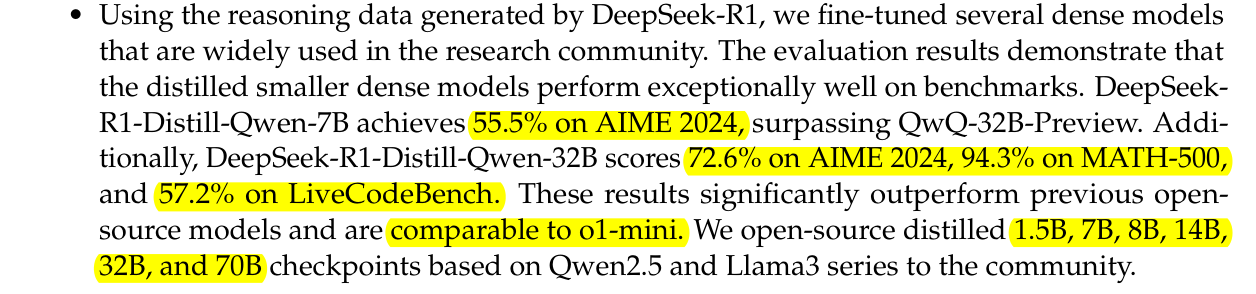 • Using the reasoning data generated by DeepSeek-R1, we fine-tuned several dense models
that are widely used in the research community. The evaluation results demonstrate that
the distilled smaller dense models perform exceptionally well on benchmarks. DeepSeek-
R1-Distill-Qwen-7B achieves 55.5% on AIME 2024, surpassing QwQ-32B-Preview. Addi-
tionally, DeepSeek-R1-Distill-Qwen-32B scores 72.6% on AIME 2024, 94.3% on MATH-500,
and 57.2% on LiveCodeBench. These results significantly outperform previous open-
source models and are comparable to o1-mini. We open-source distilled 1.5B, 7B, 8B, 14B,
32B, and 70B checkpoints based on Qwen2.5 and Llama3 series to the community.